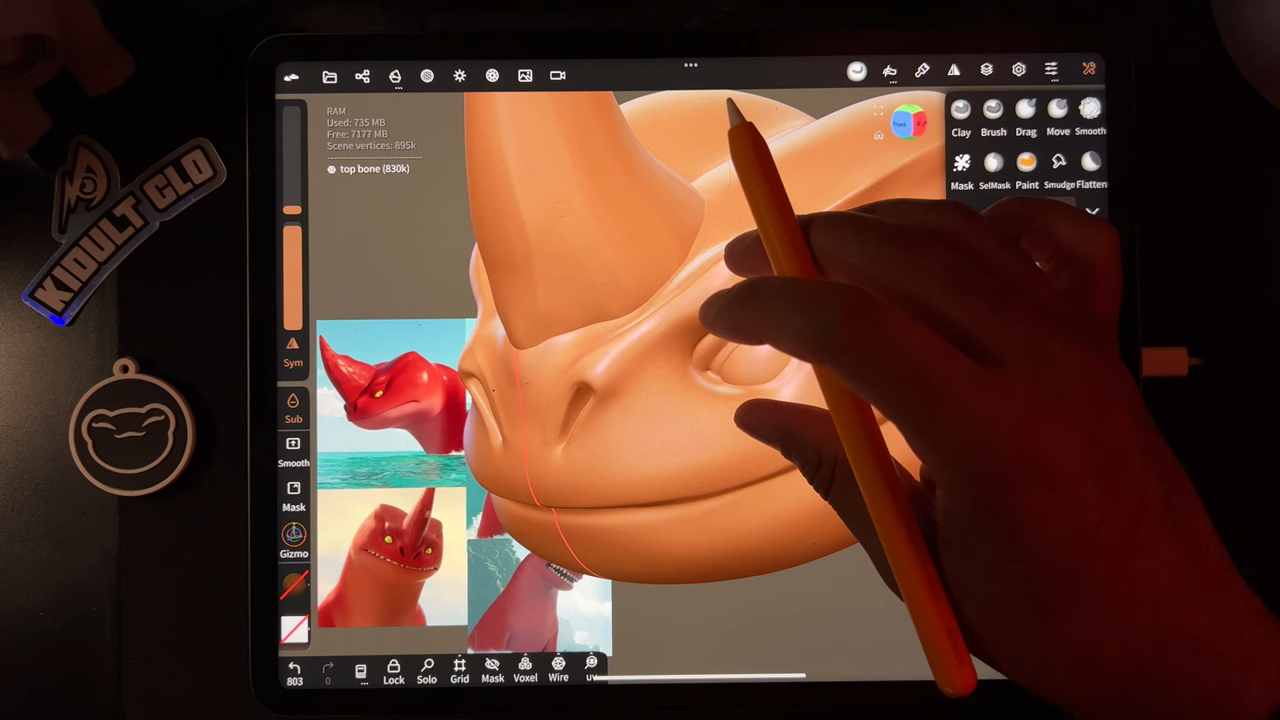 KIDULT CLO
RAM
Used: 735 MB
Free: 7177 MB
Scene vertices: 895k
top bone (830k)
Front
Clay
Brush
Drag
Move
Smooth
Mask
SelMask
Paint
Smudge
Flatten
Sym
Sub
Smooth
Mask
Gizmo
803
0
Lock
Solo
Grid
Mask
Voxel
Wire
uv